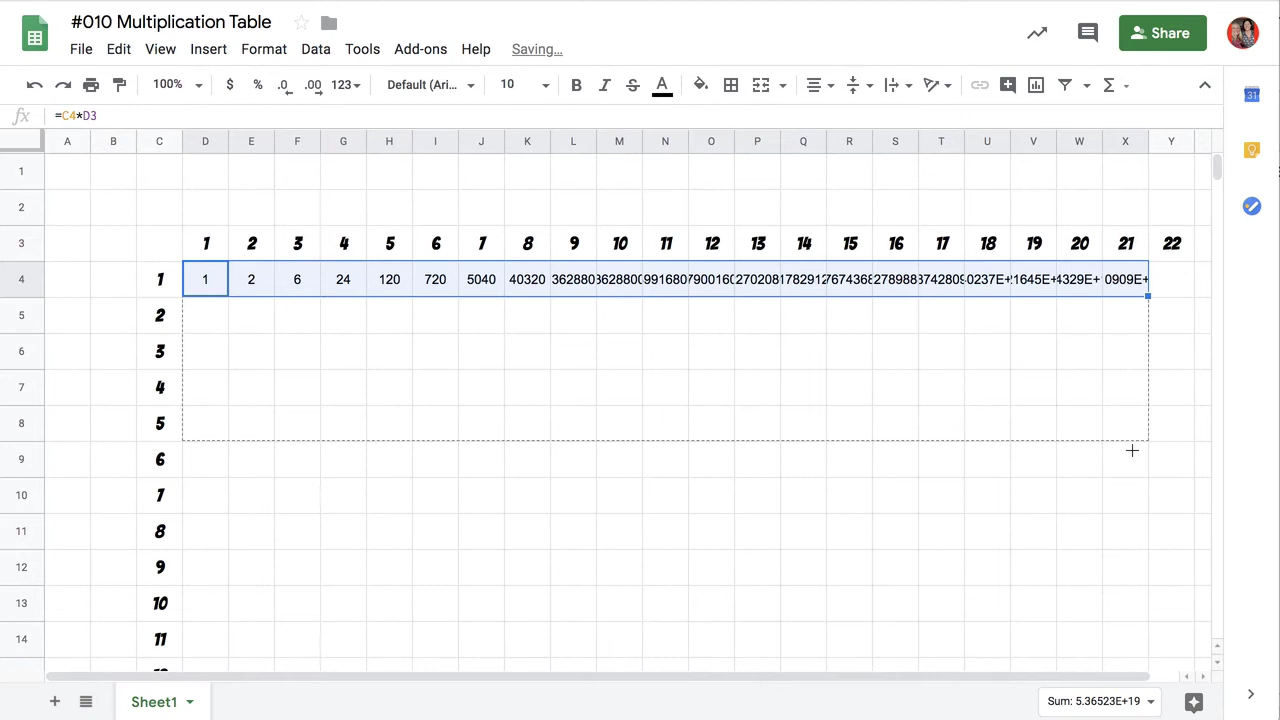 #010 Multiplication Table
File Edit View Insert Format Data Tools Add-ons Help Saving...
Share
100% $ % .0 .00 123 Default (Ari... 10 B I S A Σ
31
fx =C4*D3
A B C D E F G H I J K L M N O P Q R S T U V W X Y
1
2
3 1 2 3 4 5 6 7 8 9 10 11 12 13 14 15 16 17 18 19 20 21 22
4 1 1 2 6 24 120 720 5040 40320 362880
5 2
6 3
7 4
8 5
9 6
10 7
11 8
12 9
13 10
14 11
Sheet1
Sum: 5.36523E+19